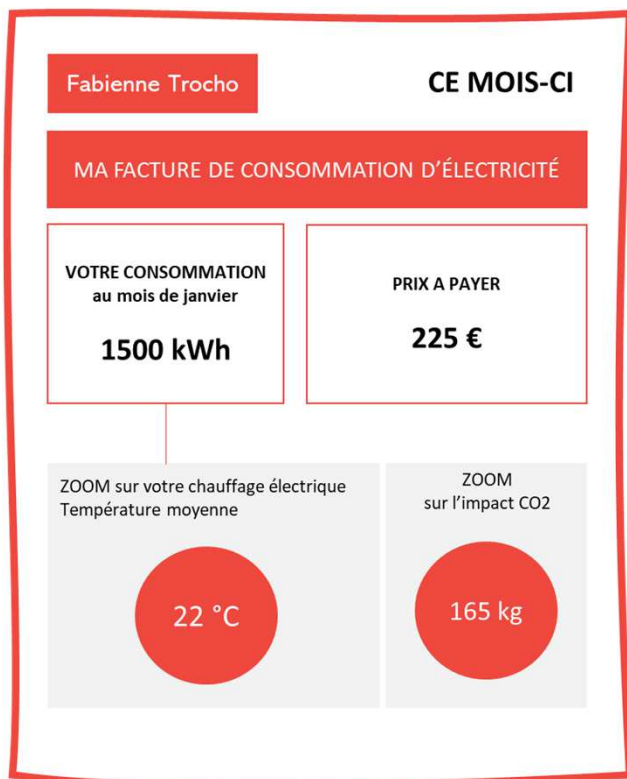 Fabienne Trocho
CE MOIS-CI
MA FACTURE DE CONSOMMATION D’ÉLECTRICITÉ
VOTRE CONSOMMATION
au mois de janvier
1500 kWh
PRIX A PAYER
225 €
ZOOM sur votre chauffage électrique
Température moyenne
22 °C
ZOOM
sur l’impact CO2
165 kg